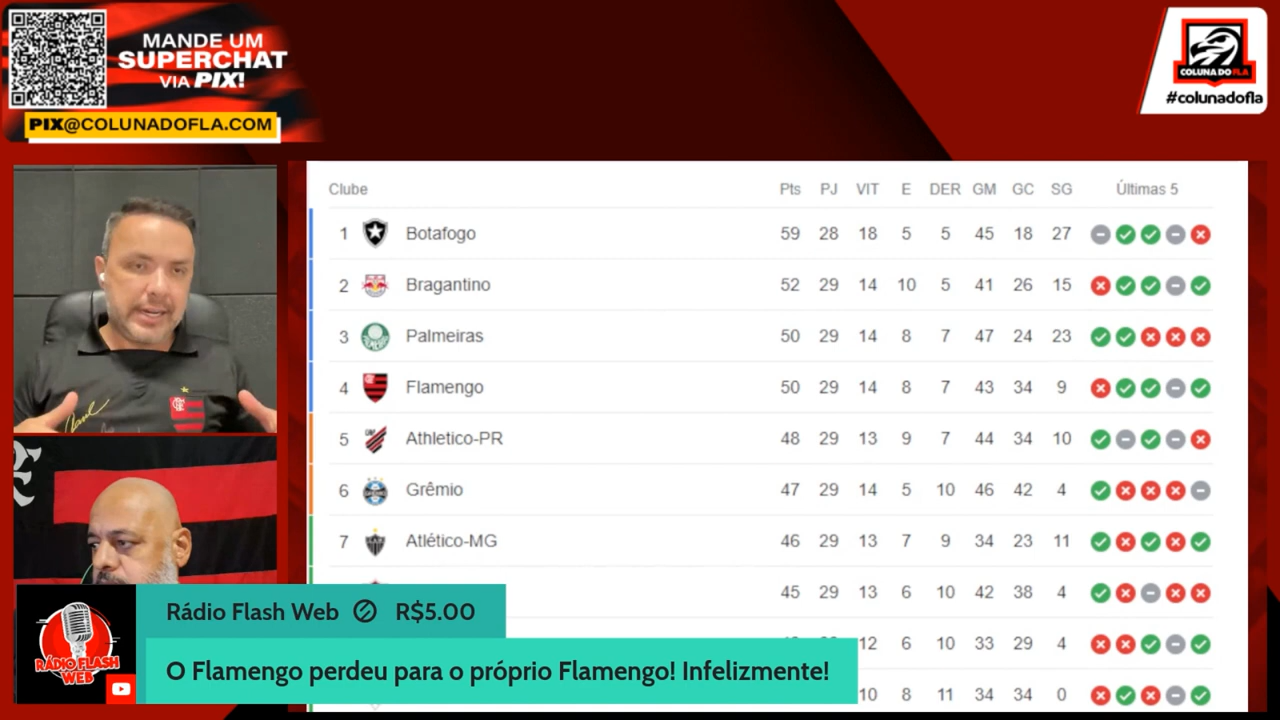 MANDE UM
SUPERCHAT
VIA PIX!
PIX@COLUNADOFLA.COM
COLUNA DO FLA
#colunadofla
Clube Pts PJ VIT E DER GM GC SG Últimas 5
1 Botafogo 59 28 18 5 5 45 18 27
2 Bragantino 52 29 14 10 5 41 26 15
3 Palmeiras 50 29 14 8 7 47 24 23
4 Flamengo 50 29 14 8 7 43 34 9
5 Athletico-PR 48 29 13 9 7 44 34 10
6 Grêmio 47 29 14 5 10 46 42 4
7 Atlético-MG 46 29 13 7 9 34 23 11
45 29 13 6 10 42 38 4
12 6 10 33 29 4
10 8 11 34 34 0
Rádio Flash Web R$5.00
O Flamengo perdeu para o próprio Flamengo! Infelizmente!
RÁDIO FLASH
WEB